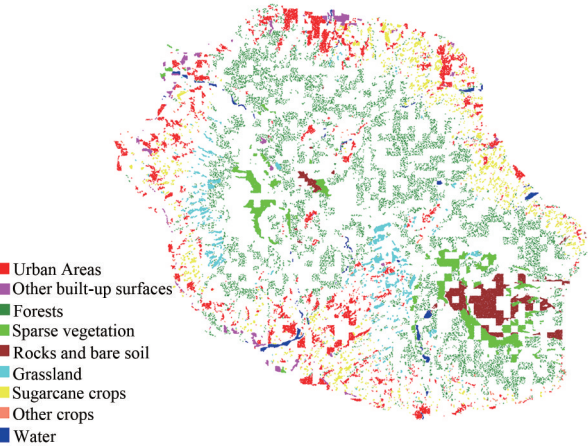 Urban Areas
Other built-up surfaces
Forests
Sparse vegetation
Rocks and bare soil
Grassland
Sugarcane crops
Other crops
Water